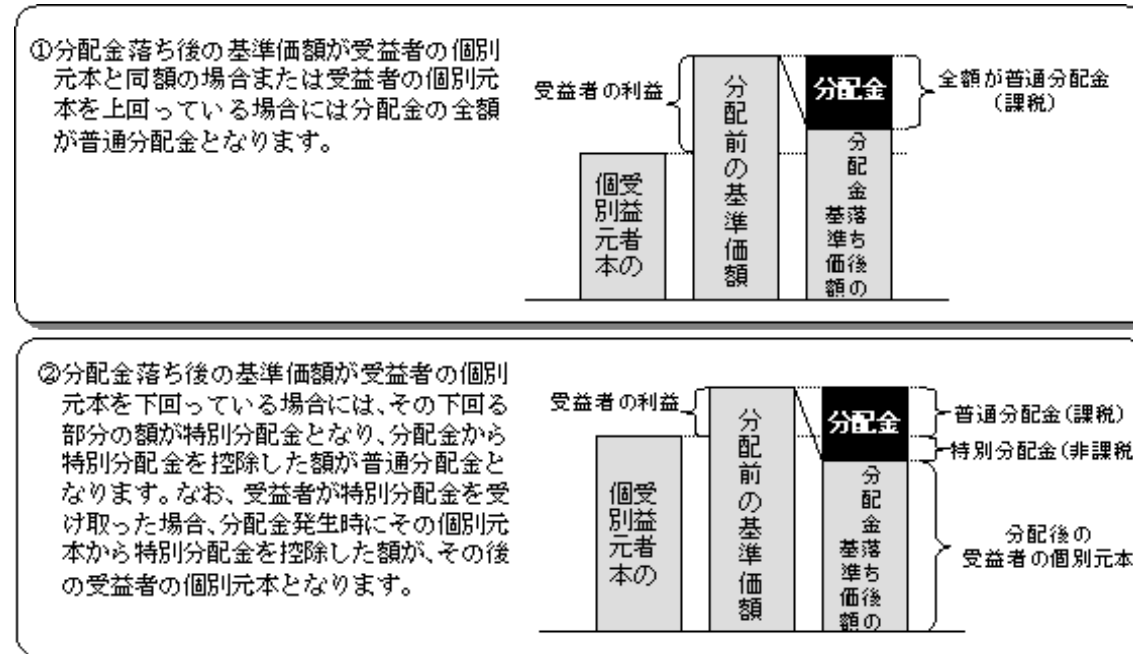 ①分配金落ち後の基準価額が受益者の個別
元本と同額の場合または受益者の個別元
本を上回っている場合には分配金の全額
が普通分配金となります。
受益者の利益
受益者の
個別元本
分配前の基準価額
分配金
分配金落ち後の
基準価額
全額が普通分配金
(課税)
②分配金落ち後の基準価額が受益者の個別
元本を下回っている場合には、その下回る
部分の額が特別分配金となり、分配金から
特別分配金を控除した額が普通分配金と
なります。なお、受益者が特別分配金を受
け取った場合、分配金発生時にその個別元
本から特別分配金を控除した額が、その後
の受益者の個別元本となります。
受益者の利益
受益者の
個別元本
分配前の基準価額
分配金
分配金落ち後の
基準価額
普通分配金(課税)
特別分配金(非課税
分配後の
受益者の個別元本